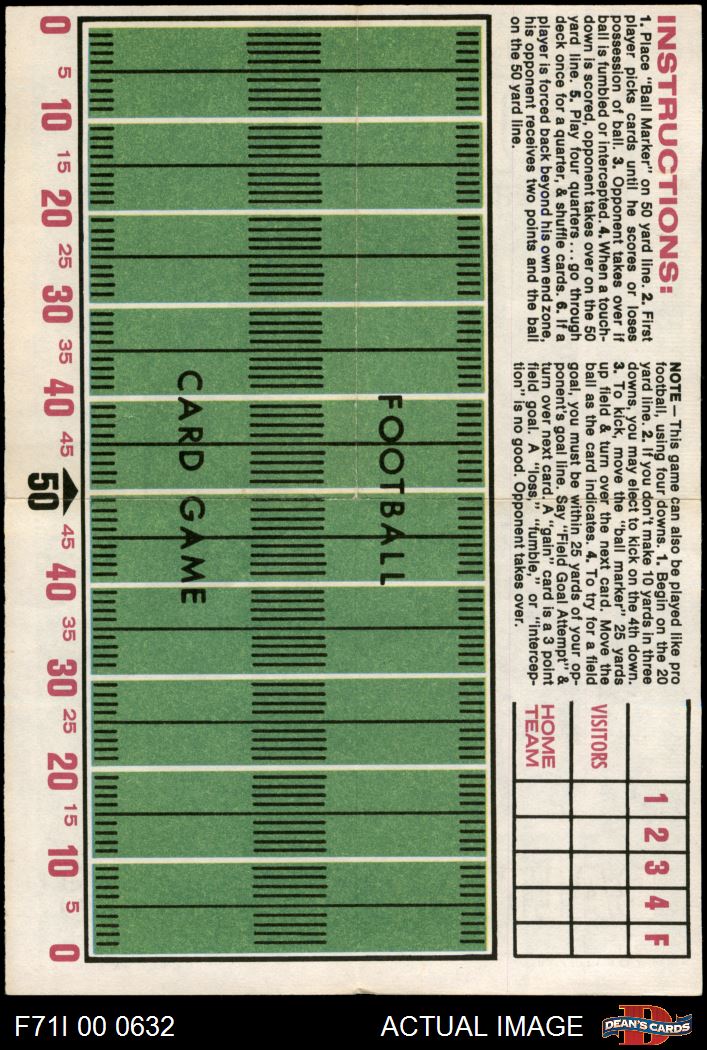 INSTRUCTIONS:
1. Place "Ball Marker" on 50 yard line. 2. First
player picks cards until he scores or loses
possession of ball. 3. Opponent takes over if
ball is fumbled or intercepted. 4. When a touch-
down is scored, opponent takes over on the 50
yard line. 5. Play four quarters...go through
deck once for a quarter, & shuffle cards. 6. If a
player is forced back beyond his own end zone,
his opponent receives two points and the ball
on the 50 yard line.
NOTE — This game can also be played like pro
football, using four downs. 1. Begin on the 20
yard line. 2. If you don't make 10 yards in three
downs, you may elect to kick on the 4th down.
3. To kick, move the "ball marker" 25 yards
up field & turn over the next card. Move the
ball as the card indicates. 4. To try for a field
goal, you must be within 25 yards of your op-
ponent's goal line. Say "Field Goal Attempt" &
turn over next card. A "gain" card is a 3 point
field goal. A "loss," "fumble," or "intercep-
tion" is no good. Opponent takes over.
1 2 3 4 F
VISITORS
HOME
TEAM
FOOTBALL
CARD GAME
0 5 10 15 20 25 30 35 40 45 50 45 40 35 30 25 20 15 10 5 0
F71I 00 0632
ACTUAL IMAGE
D
DEAN'S CARDS